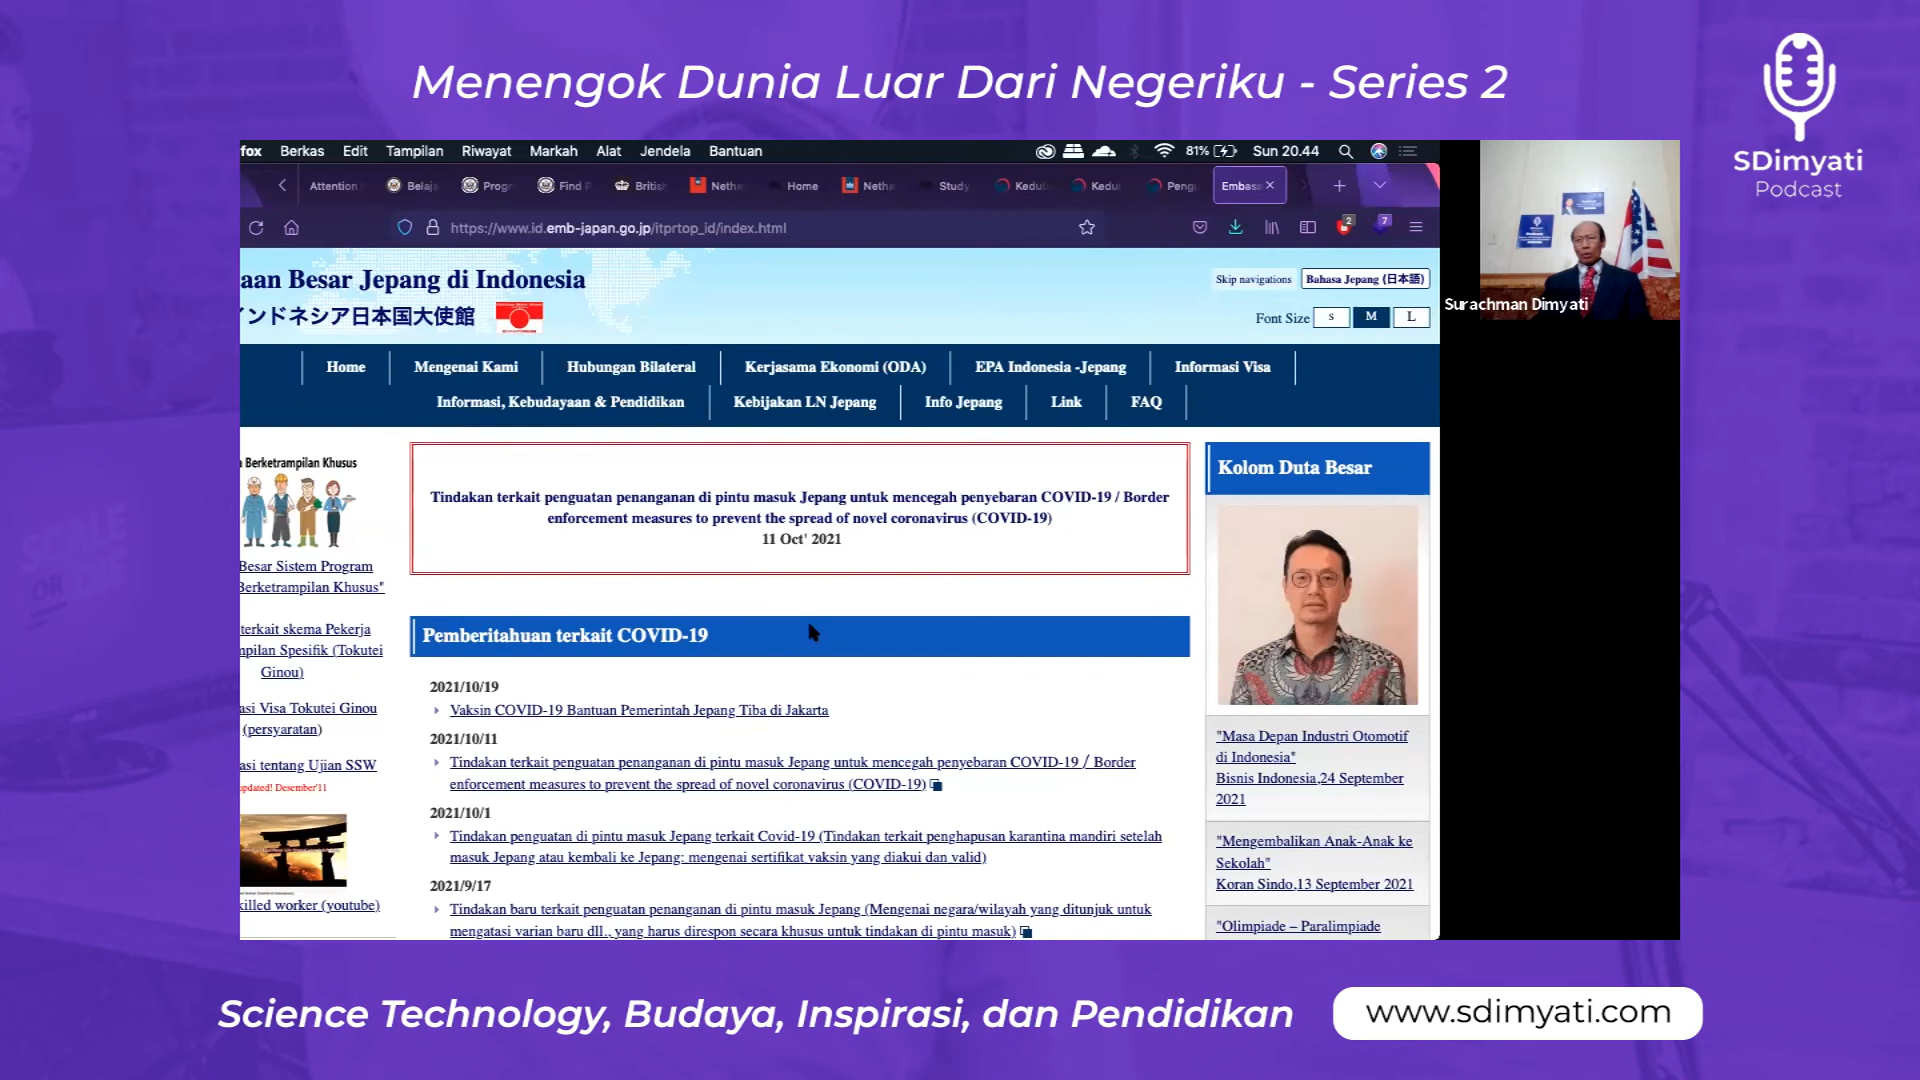 Menengok Dunia Luar Dari Negeriku - Series 2
SDimyati
Podcast
fox Berkas Edit Tampilan Riwayat Markah Alat Jendela Bantuan
81% Sun 20.44
Attention Belaj Progr Find P British Nethe Home Nethe Study Kedut Kedut Pengu Embass
https://www.id.emb-japan.go.jp/itprtop_id/index.html
2
7
aan Besar Jepang di Indonesia
インドネシア日本国大使館
Skip navigations Bahasa Jepang (日本語)
Font Size S M L
Home Mengenai Kami Hubungan Bilateral Kerjasama Ekonomi (ODA) EPA Indonesia -Jepang Informasi Visa
Informasi, Kebudayaan & Pendidikan Kebijakan LN Jepang Info Jepang Link FAQ
Berketrampilan Khusus
Besar Sistem Program
Berketrampilan Khusus"
terkait skema Pekerja
mpilan Spesifik (Tokutei
Ginou)
asi Visa Tokutei Ginou
(persyaratan)
asi tentang Ujian SSW
updated! Desember'11
killed worker (youtube)
Tindakan terkait penguatan penanganan di pintu masuk Jepang untuk mencegah penyebaran COVID-19 / Border
enforcement measures to prevent the spread of novel coronavirus (COVID-19)
11 Oct' 2021
Pemberitahuan terkait COVID-19
2021/10/19
Vaksin COVID-19 Bantuan Pemerintah Jepang Tiba di Jakarta
2021/10/11
Tindakan terkait penguatan penanganan di pintu masuk Jepang untuk mencegah penyebaran COVID-19 / Border
enforcement measures to prevent the spread of novel coronavirus (COVID-19)
2021/10/1
Tindakan penguatan di pintu masuk Jepang terkait Covid-19 (Tindakan terkait penghapusan karantina mandiri setelah
masuk Jepang atau kembali ke Jepang: mengenai sertifikat vaksin yang diakui dan valid)
2021/9/17
Tindakan baru terkait penguatan penanganan di pintu masuk Jepang (Mengenai negara/wilayah yang ditunjuk untuk
mengatasi varian baru dll., yang harus direspon secara khusus untuk tindakan di pintu masuk)
Kolom Duta Besar
"Masa Depan Industri Otomotif
di Indonesia"
Bisnis Indonesia,24 September
2021
"Mengembalikan Anak-Anak ke
Sekolah"
Koran Sindo,13 September 2021
"Olimpiade – Paralimpiade
Surachman Dimyati
SCALE
OR DIE
Science Technology, Budaya, Inspirasi, dan Pendidikan
www.sdimyati.com